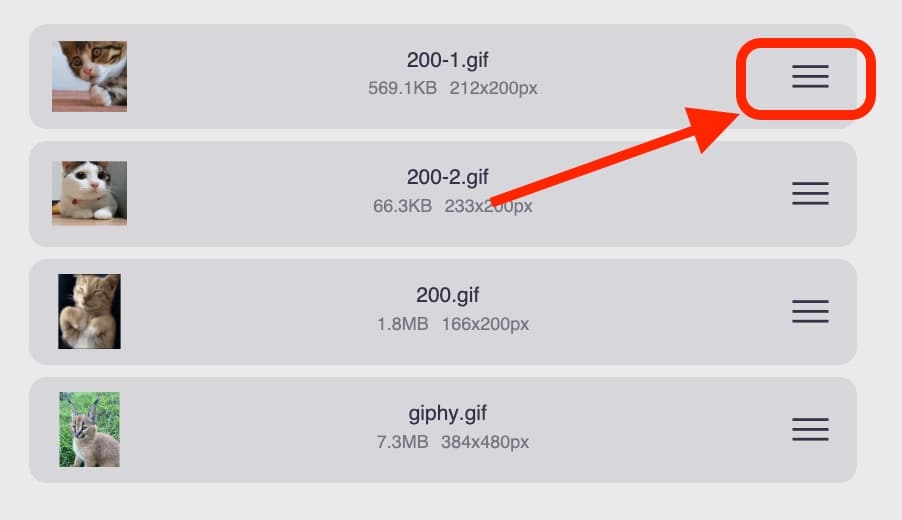 200-1.gif
569.1KB 212x200px
200-2.gif
66.3KB 233x200px
200.gif
1.8MB 166x200px
giphy.gif
7.3MB 384x480px